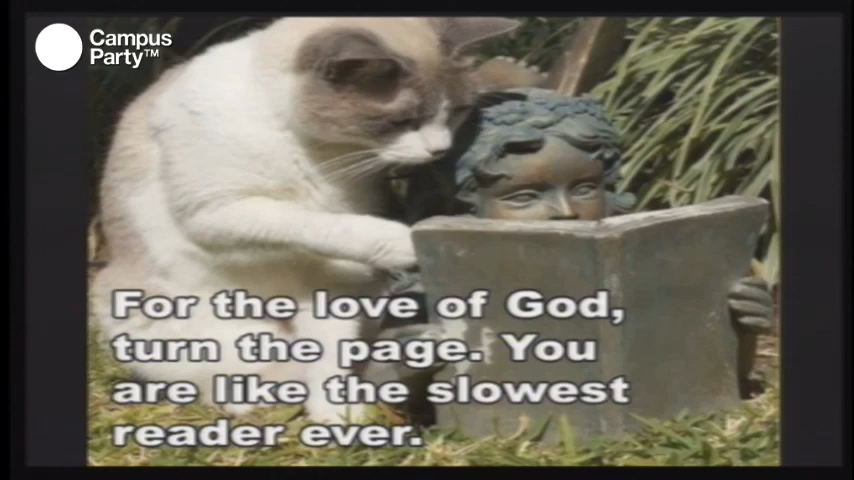 Campus
Party™
For the love of God,
turn the page. You
are like the slowest
reader ever.